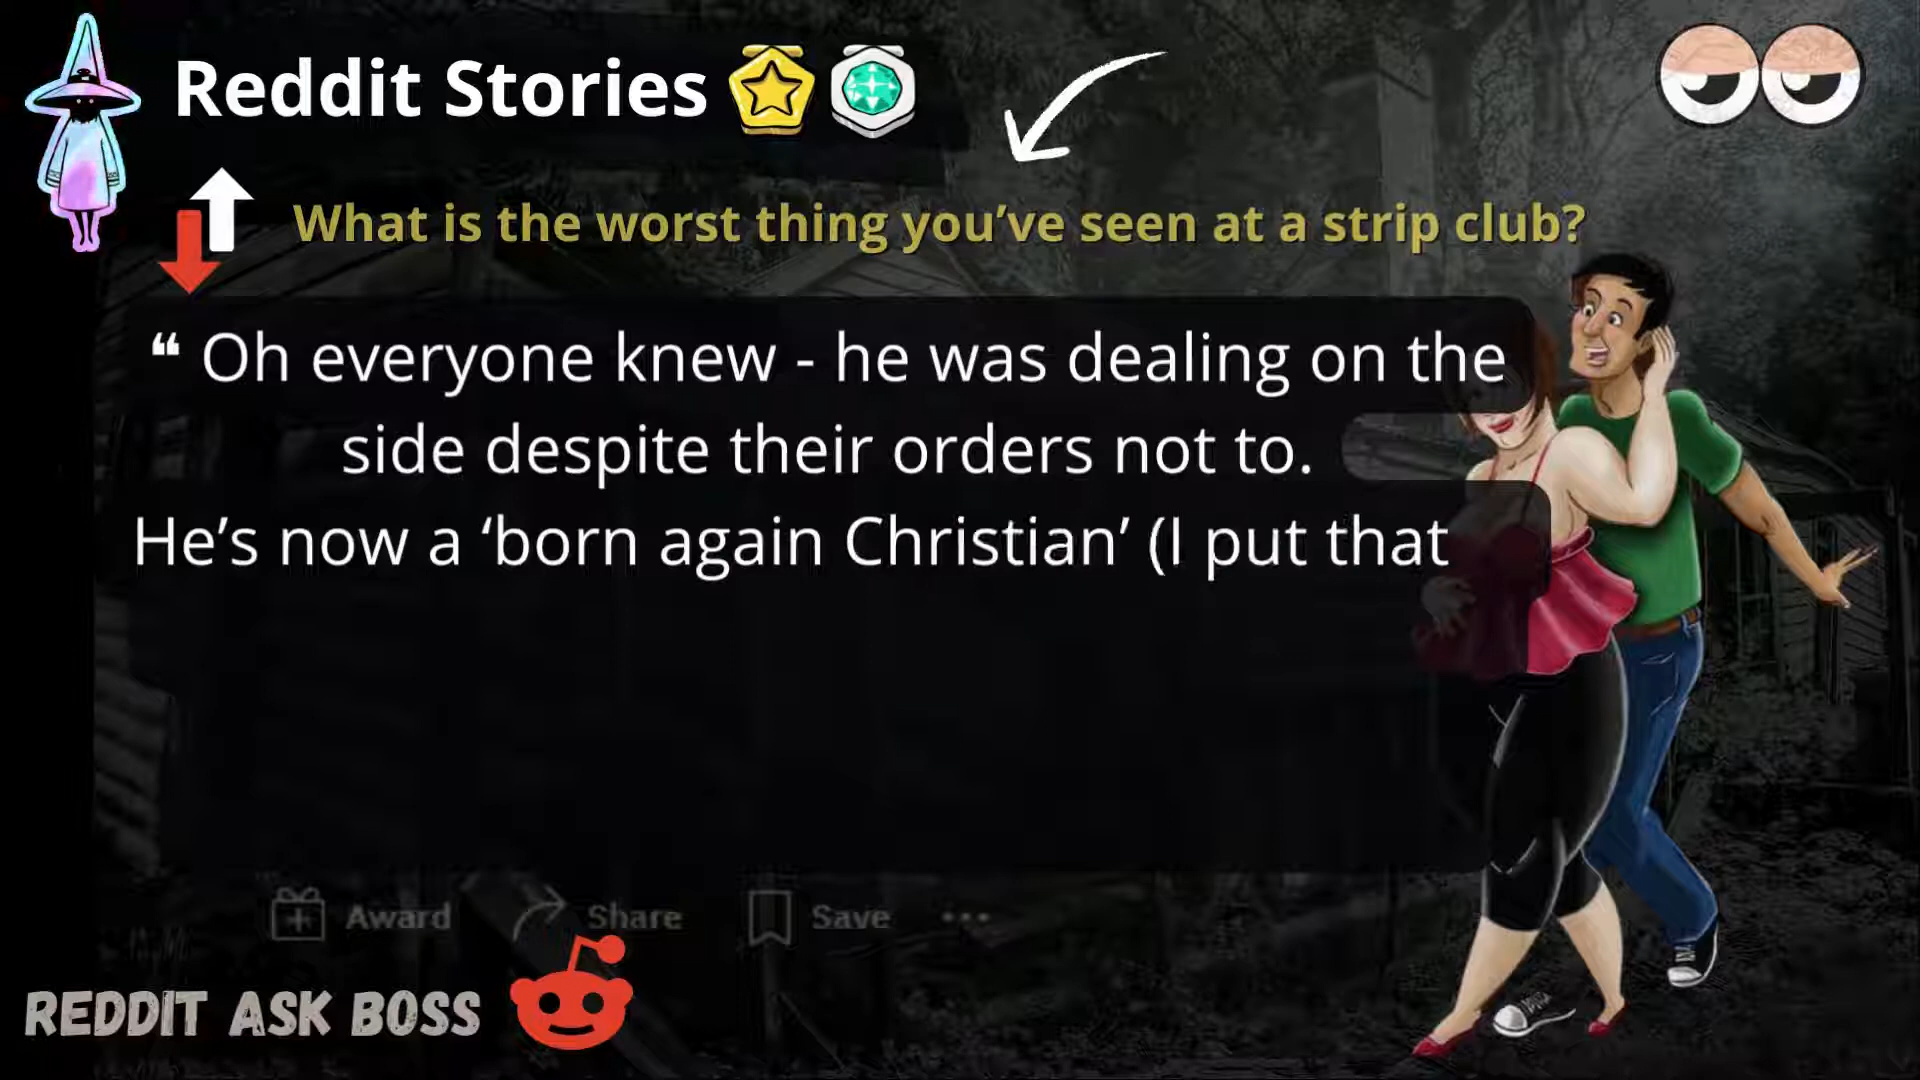 Reddit Stories
What is the worst thing you’ve seen at a strip club?
❝ Oh everyone knew - he was dealing on the
side despite their orders not to.
He’s now a ‘born again Christian’ (I put that
Award Share Save
REDDIT ASK BOSS